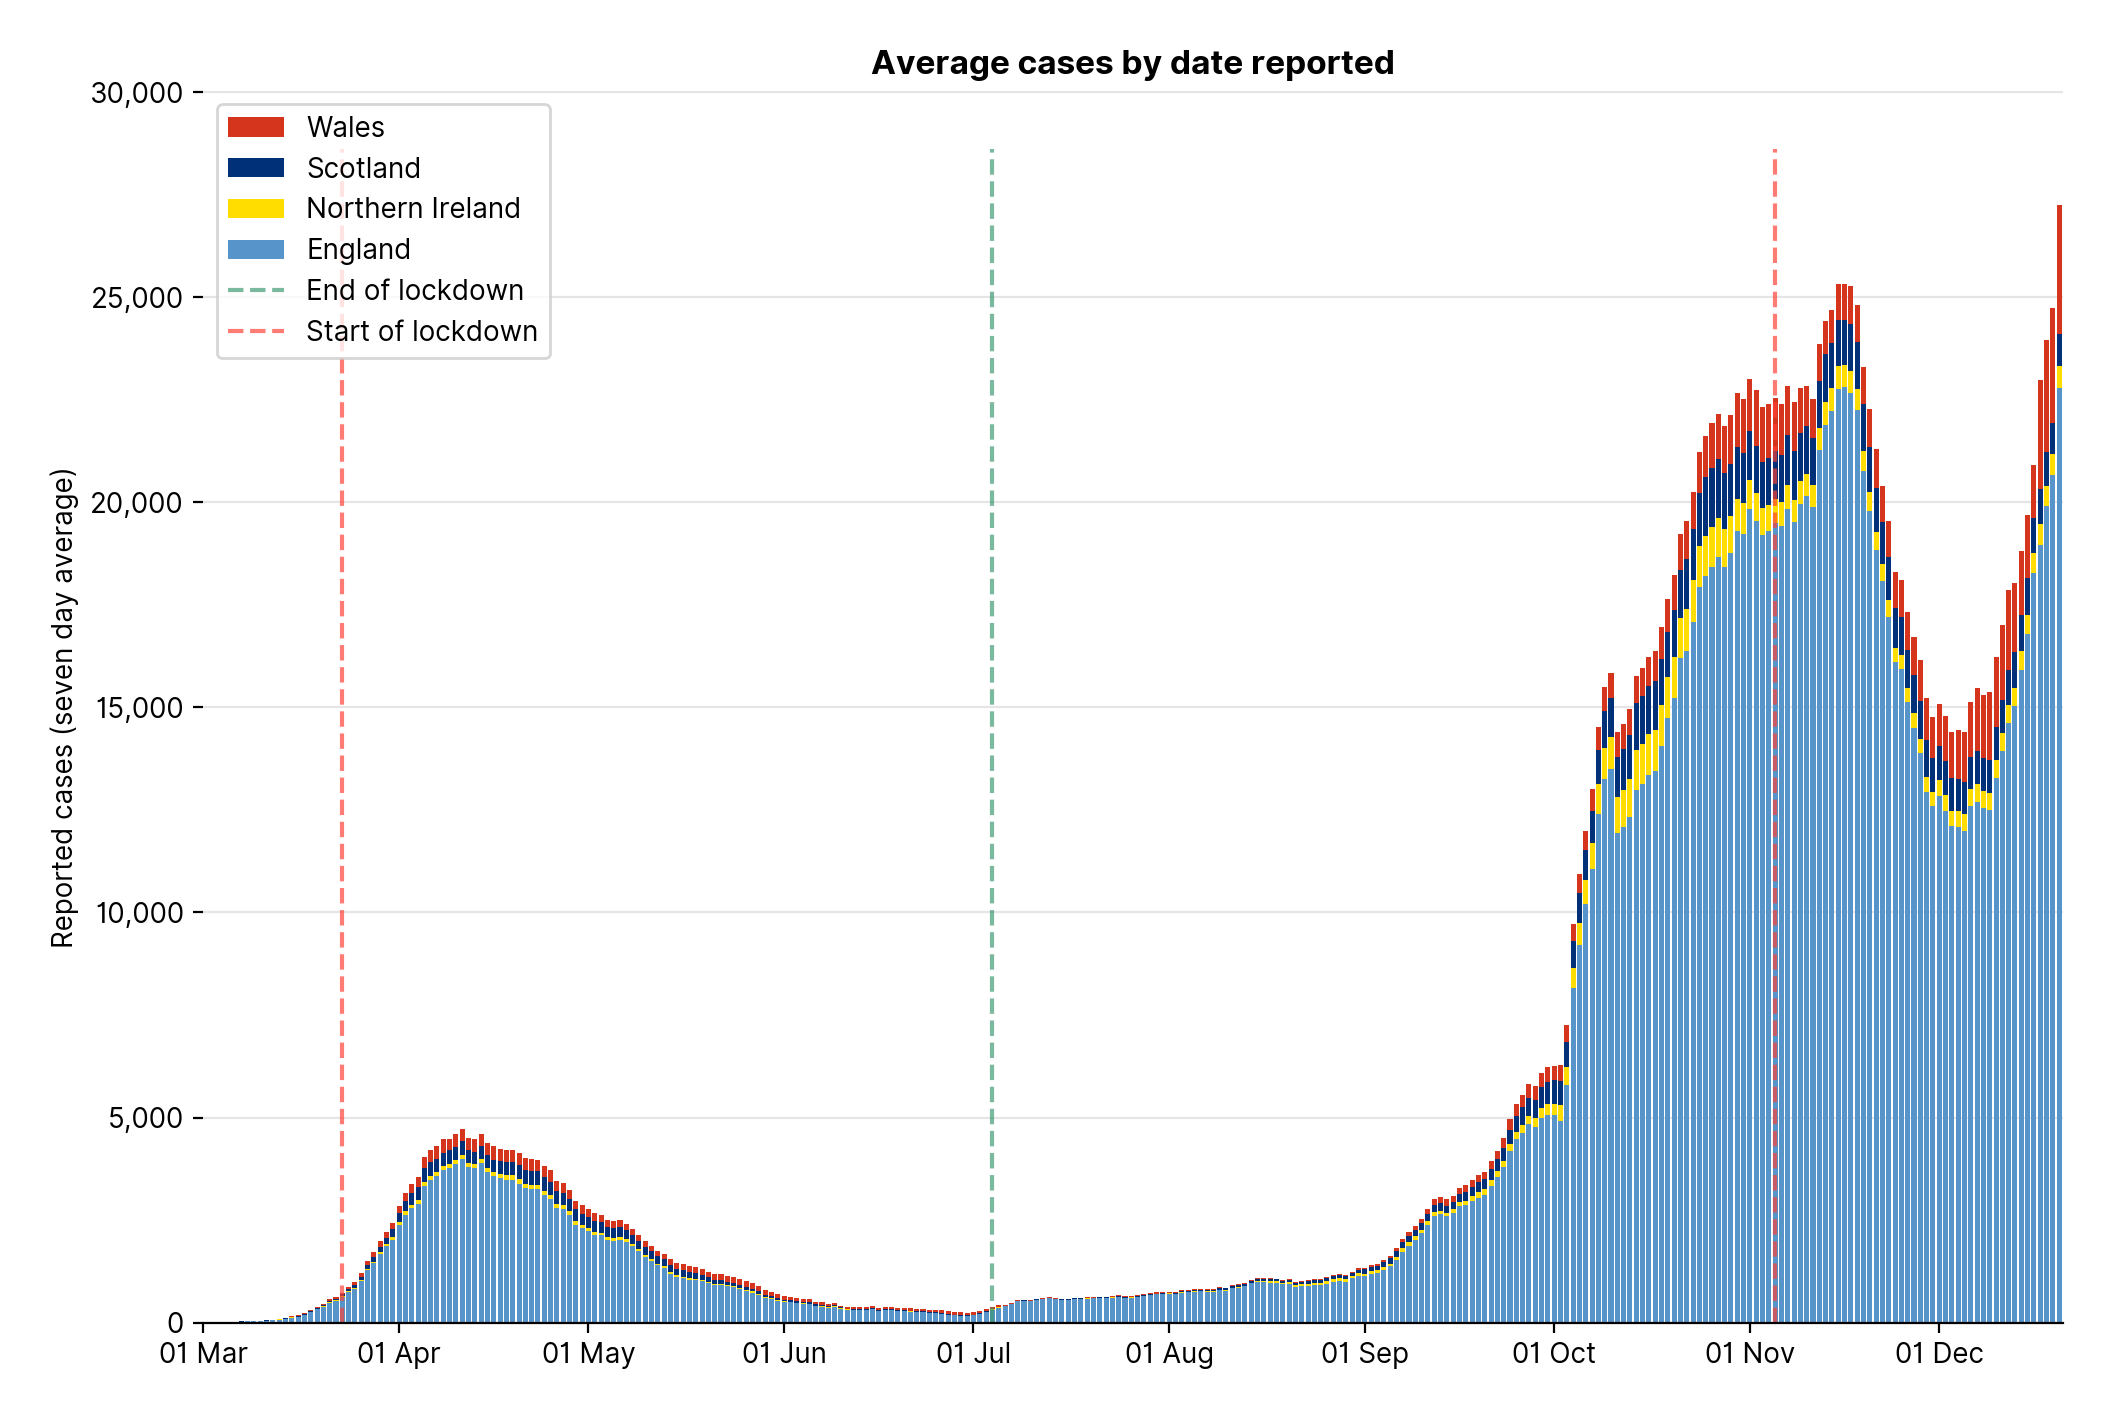 Average cases by date reported
30,000
25,000
20,000
15,000
10,000
5,000
0
Reported cases (seven day average)
Wales
Scotland
Northern Ireland
England
End of lockdown
Start of lockdown
01 Mar
01 Apr
01 May
01 Jun
01 Jul
01 Aug
01 Sep
01 Oct
01 Nov
01 Dec